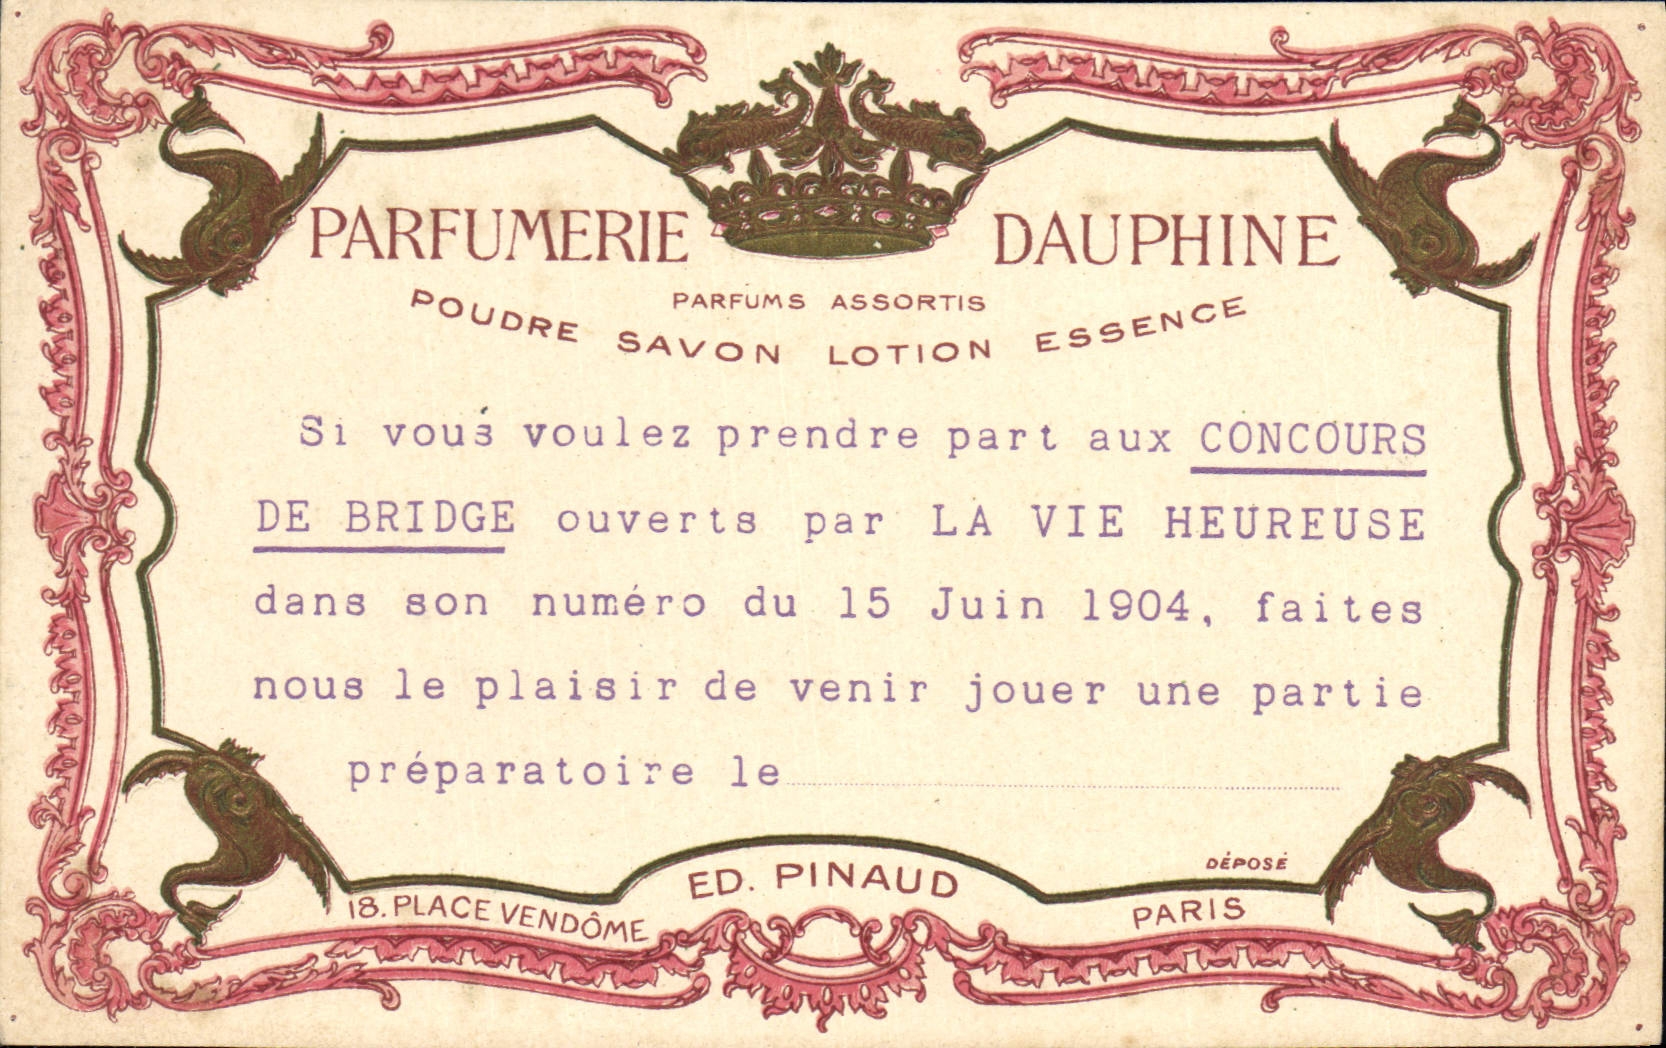 PARFUMERIE DAUPHINE
PARFUMS ASSORTIS
POUDRE SAVON LOTION ESSENCE
Si vous voulez prendre part aux CONCOURS
DE BRIDGE ouverts par LA VIE HEUREUSE
dans son numéro du 15 Juin 1904, faites
nous le plaisir de venir jouer une partie
préparatoire le
DÉPOSÉ
18. PLACE VENDÔME ED. PINAUD PARIS